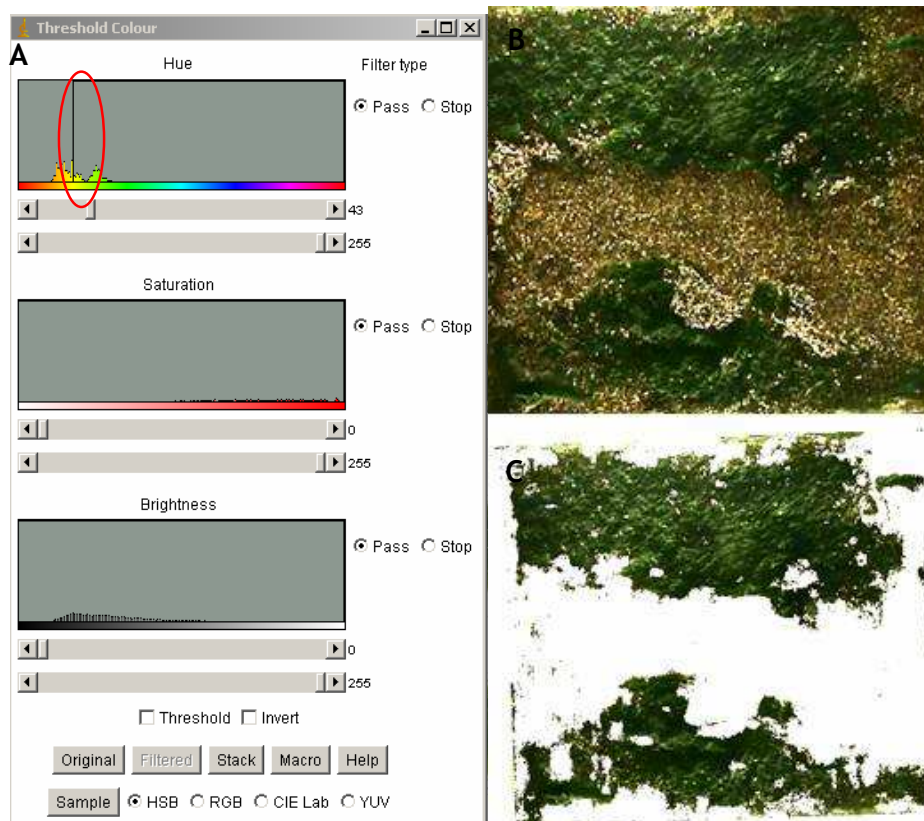 Threshold Colour
A
Hue
Filter type
Pass Stop
43
255
Saturation
Pass Stop
0
255
Brightness
Pass Stop
0
255
Threshold Invert
Original Filtered Stack Macro Help
Sample HSB RGB CIE Lab YUV
B
C